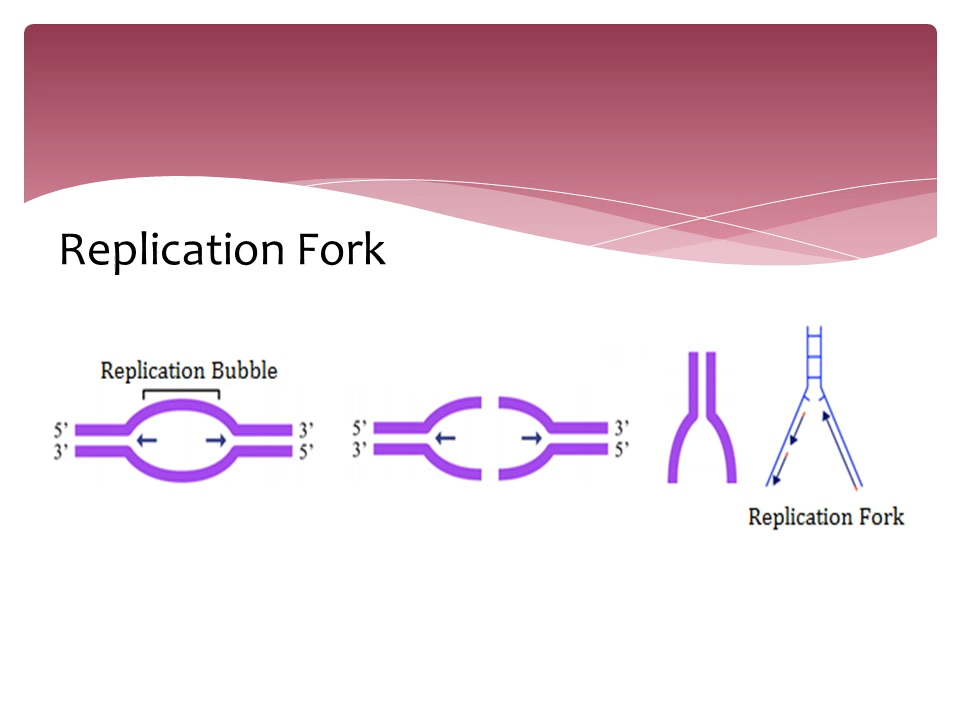 Replication Fork
Replication Bubble
5’ 3’
3’ 5’
5’ 3’
3’ 5’
Replication Fork